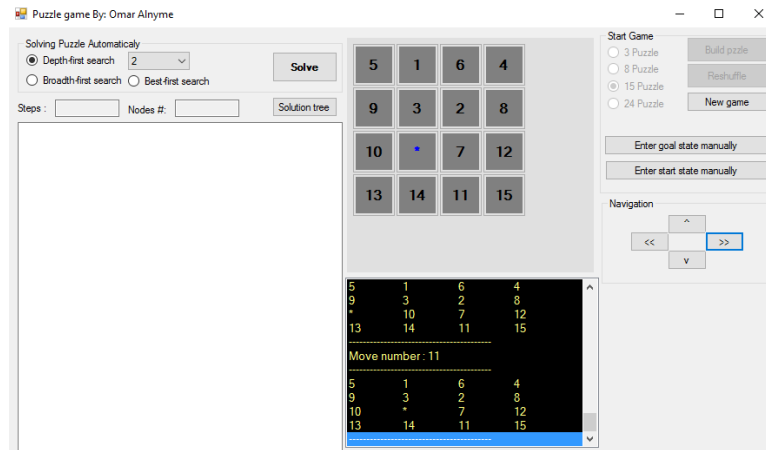 Puzzle game By: Omar Alnyme
Solving Puzzle Automaticaly
Depth-first search 2
Solve
Broadth-first search Best-first search
Steps : Nodes #: Solution tree
5 1 6 4
9 3 2 8
10 * 7 12
13 14 11 15
5 1 6 4
9 3 2 8
* 10 7 12
13 14 11 15
-----------------------------------------
Move number : 11
-----------------------------------------
5 1 6 4
9 3 2 8
10 * 7 12
13 14 11 15
-----------------------------------------
Start Game
3 Puzzle Build pzzle
8 Puzzle
Reshuffle
15 Puzzle
24 Puzzle New game
Enter goal state manually
Enter start state manually
Navigation
^
<< >>
v